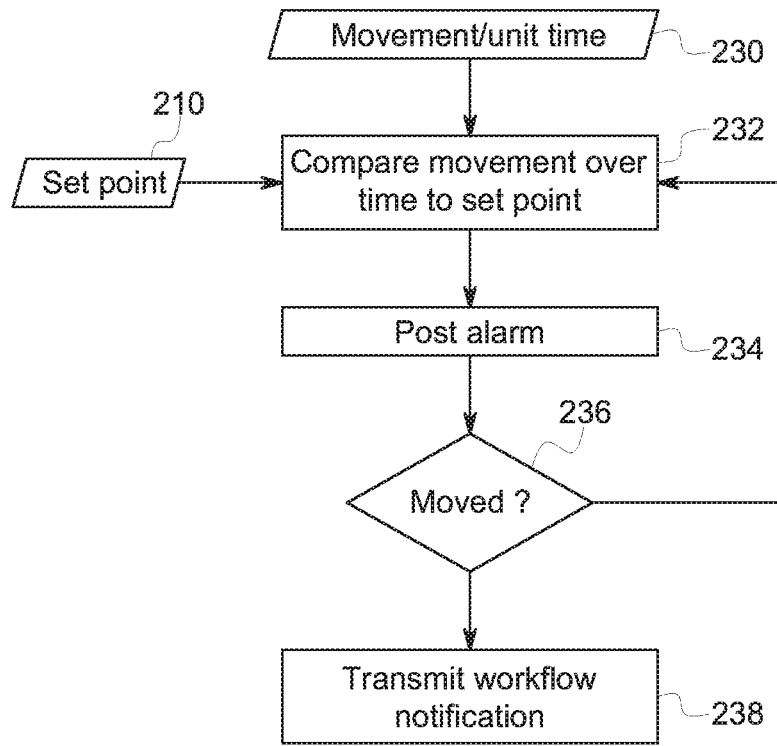 Movement/unit time
230
210
232
Set point
Compare movement over
time to set point
Post alarm
234
236
Moved ?
Transmit workflow
notification
238